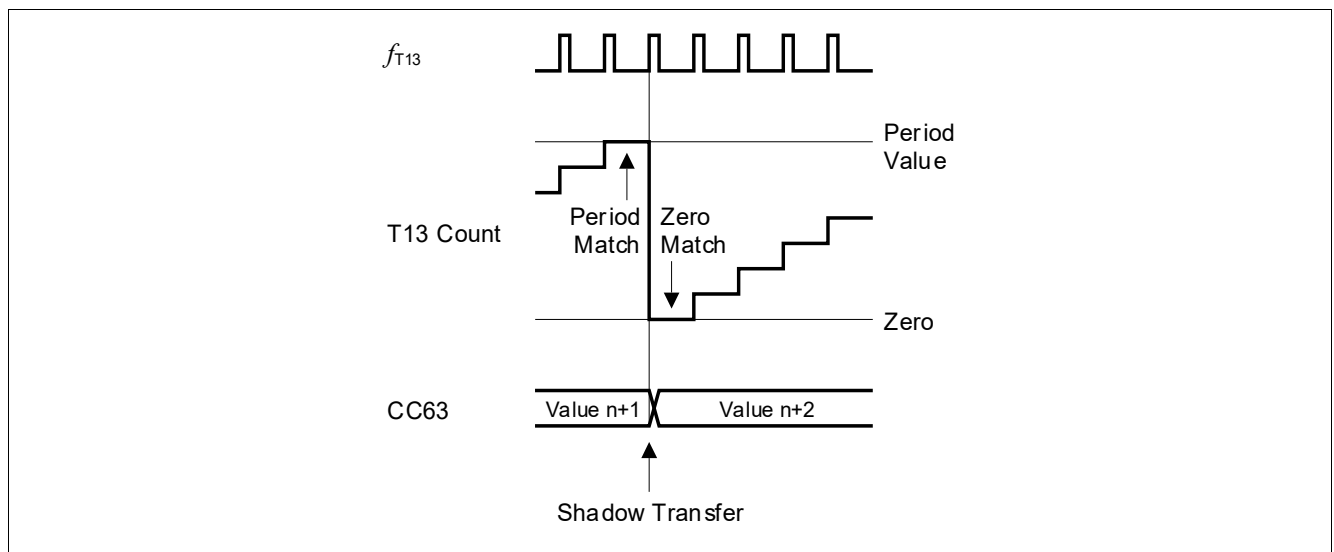 fT13
Period
Value
Period
Match
Zero
Match
T13 Count
Zero
CC63
Value n+1
Value n+2
Shadow Transfer